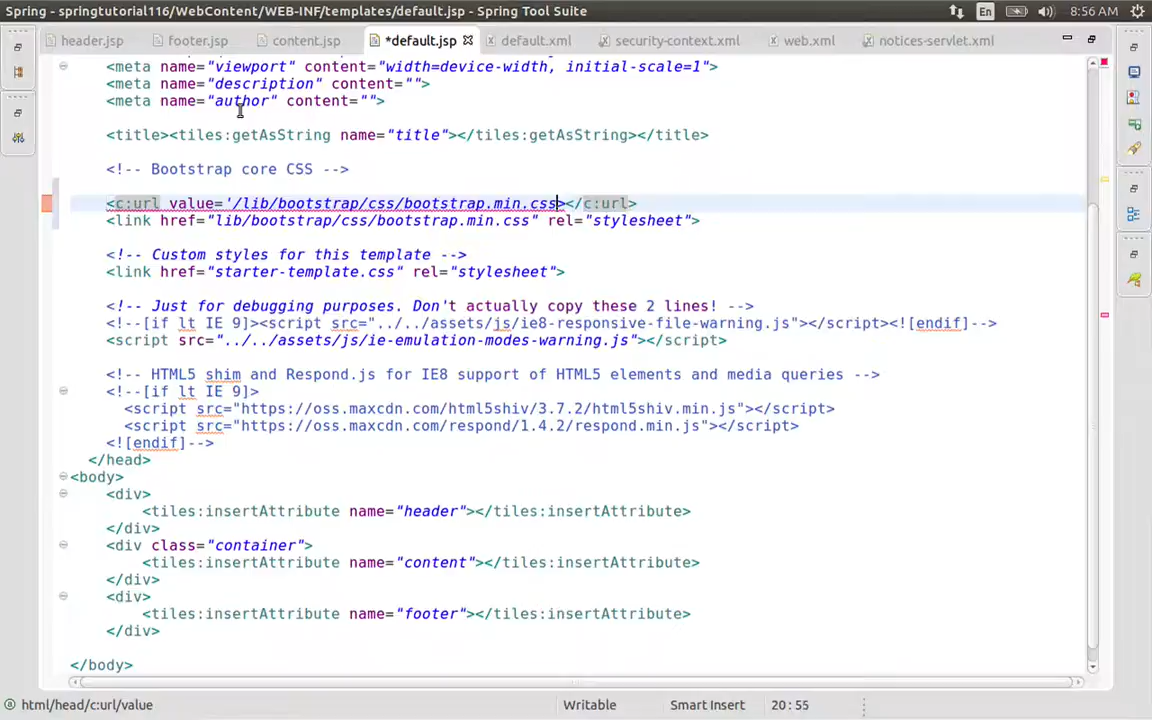 Spring - springtutorial116/WebContent/WEB-INF/templates/default.jsp - Spring Tool Suite
En
8:56 AM
header.jsp
footer.jsp
content.jsp
*default.jsp
default.xml
security-context.xml
web.xml
notices-servlet.xml
<meta name="viewport" content="width=device-width, initial-scale=1">
<meta name="description" content="">
<meta name="author" content="">
<title><tiles:getAsString name="title"></tiles:getAsString></title>
<!-- Bootstrap core CSS -->
<c:url value='/lib/bootstrap/css/bootstrap.min.css></c:url>
<link href="lib/bootstrap/css/bootstrap.min.css" rel="stylesheet">
<!-- Custom styles for this template -->
<link href="starter-template.css" rel="stylesheet">
<!-- Just for debugging purposes. Don't actually copy these 2 lines! -->
<!--[if lt IE 9]><script src="../../assets/js/ie8-responsive-file-warning.js"></script><![endif]-->
<script src="../../assets/js/ie-emulation-modes-warning.js"></script>
<!-- HTML5 shim and Respond.js for IE8 support of HTML5 elements and media queries -->
<!--[if lt IE 9]>
<script src="https://oss.maxcdn.com/html5shiv/3.7.2/html5shiv.min.js"></script>
<script src="https://oss.maxcdn.com/respond/1.4.2/respond.min.js"></script>
<![endif]-->
</head>
<body>
<div>
<tiles:insertAttribute name="header"></tiles:insertAttribute>
</div>
<div class="container">
<tiles:insertAttribute name="content"></tiles:insertAttribute>
</div>
<div>
<tiles:insertAttribute name="footer"></tiles:insertAttribute>
</div>
</body>
html/head/c:url/value
Writable
Smart Insert
20 : 55